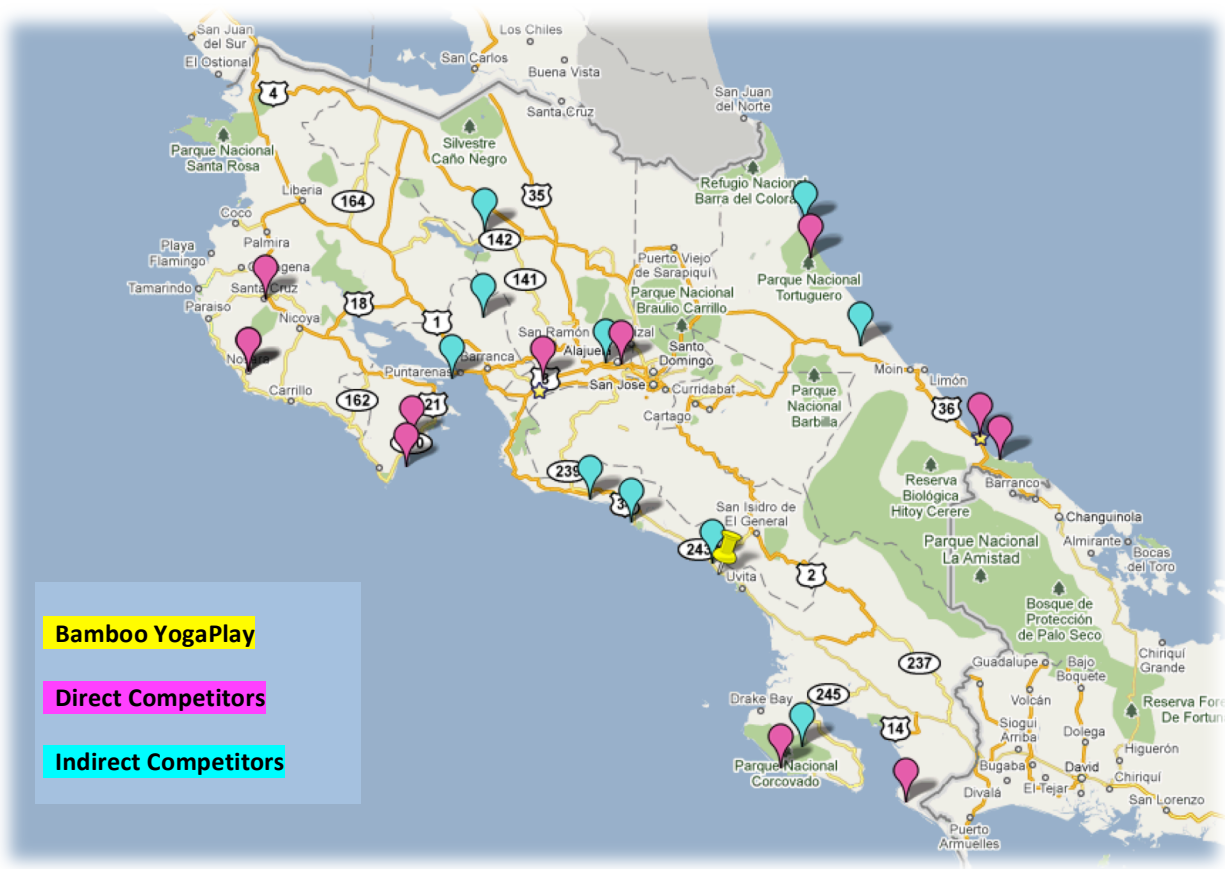 San Juan
del Sur
El Ostional
Los Chiles
San Carlos
Buena Vista
Santa Cruz
San Juan
del Norte
4
Parque Nacional
Santa Rosa
Silvestre
Caño Negro
Refugio Nacional
Barra del Colora
Liberia
164
35
142
Coco
Palmira
Playa
Flamingo
Tamarindo
Santa Cruz
Paraiso
Nicoya
18
141
1
Puerto Viejo
de Sarapiquí
Parque Nacional
Braulio Carrillo
Parque Nacional
Tortuguero
San Ramón
Alajuela
Santo
Domingo
Barranca
Puntarenas
San Jose
Curridabat
Cartago
Carrillo
162
21
Parque
Nacional
Barbilla
Moin
Limón
36
239
Reserva
Biológica
Hitoy Cerere
Barranco
Changuinola
Almirante
Bocas
del Toro
San Isidro de
El General
243
Uvita
2
Parque Nacional
La Amistad
Bosque de
Protección
de Palo Seco
237
Guadalupe
Bajo
Boquete
Chiriquí
Grande
Volcán
Reserva Fore
De Fortun
Drake Bay
245
14
Siogui
Arriba
Dolega
Higuerón
Parque Nacional
Corcovado
Bugaba
David
Chiriquí
Divalá
El Tejar
San Lorenzo
Puerto
Armuelles
Bamboo YogaPlay
Direct Competitors
Indirect Competitors